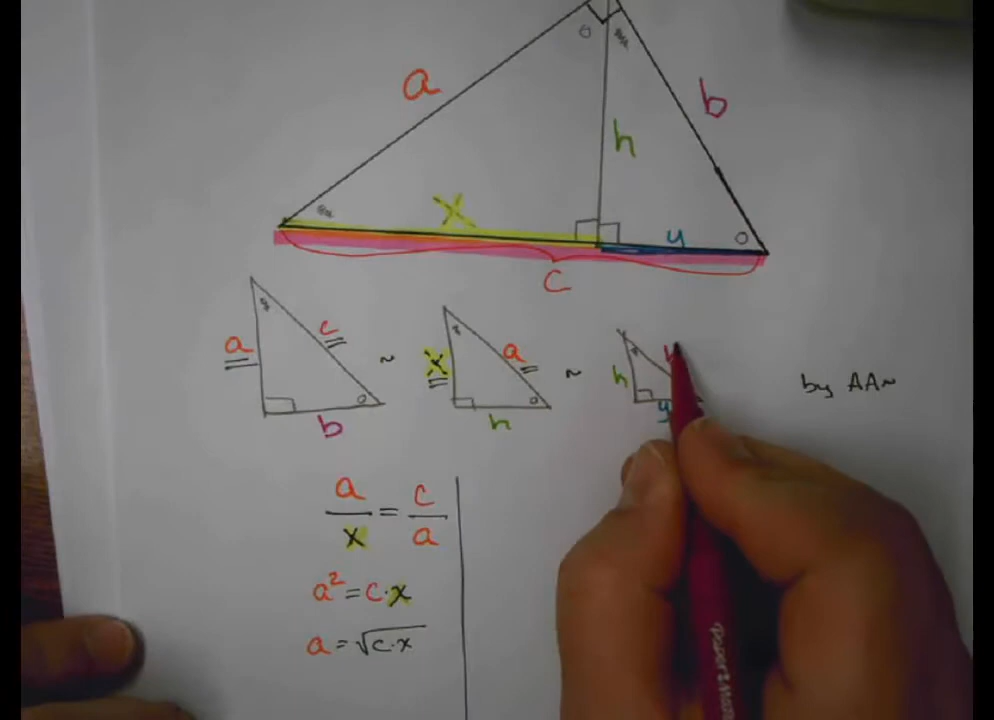 a
b
h
x
y
c
a c ~ x a ~ h
b h y
by AA~
a/x = c/a
a² = c·x
a = √c·x